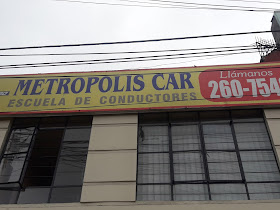 METROPOLIS CAR
ESCUELA DE CONDUCTORES
Llámanos
260-754